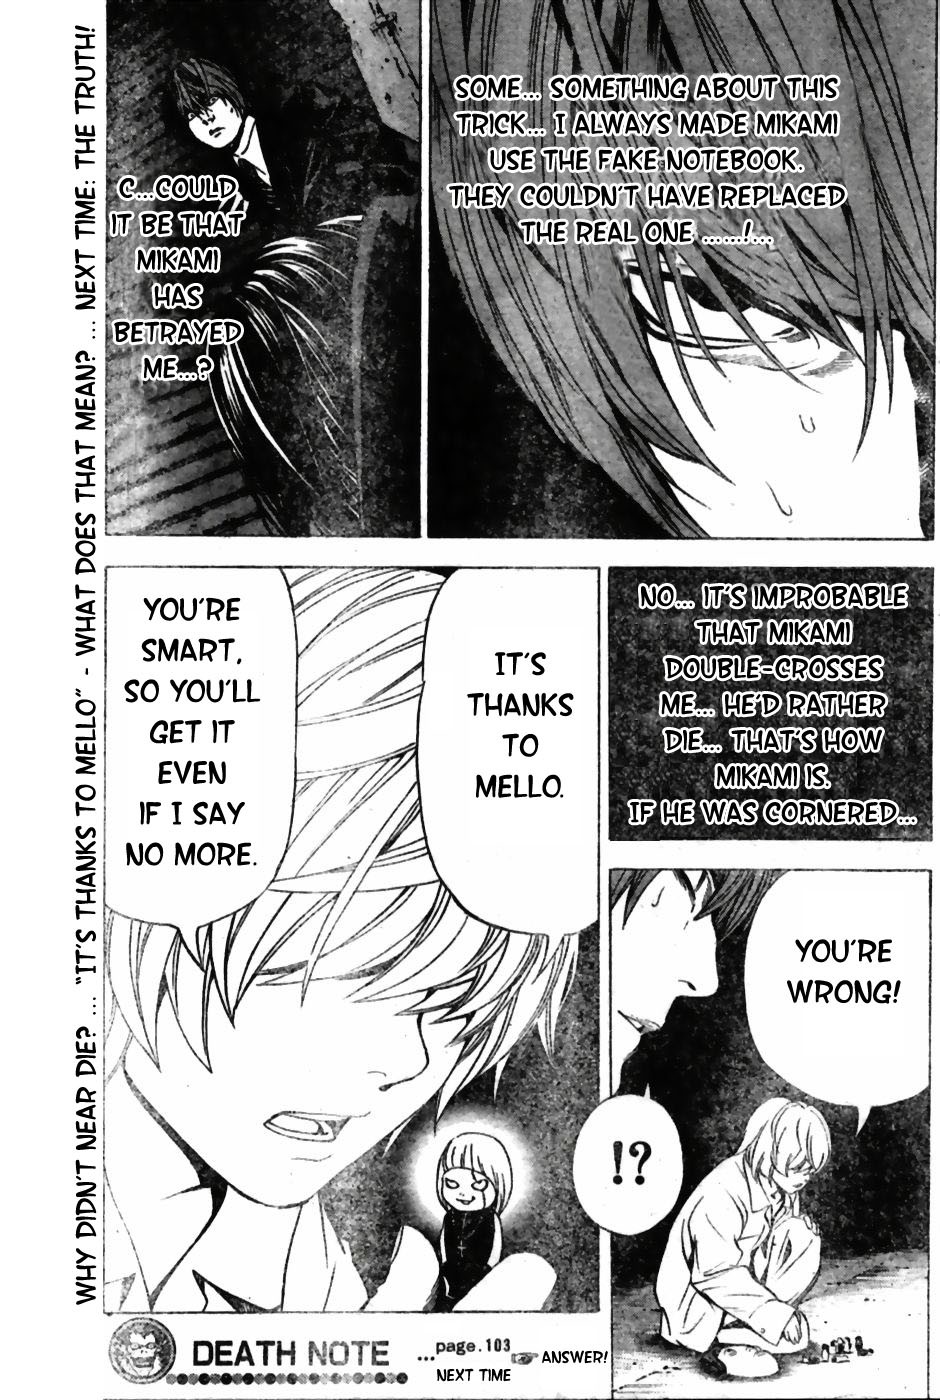 SOME... SOMETHING ABOUT THIS
TRICK... I ALWAYS MADE MIKAMI
USE THE FAKE NOTEBOOK.
THEY COULDN'T HAVE REPLACED
THE REAL ONE ......!...
C...COULD
IT BE THAT
MIKAMI
HAS
BETRAYED
ME...?
NO... IT'S IMPROBABLE
THAT MIKAMI
DOUBLE-CROSSES
ME... HE'D RATHER
DIE... THAT'S HOW
MIKAMI IS.
IF HE WAS CORNERED...
YOU'RE
WRONG!
!?
IT'S
THANKS
TO
MELLO.
YOU'RE
SMART,
SO YOU'LL
GET IT
EVEN
IF I SAY
NO MORE.
WHY DIDN'T NEAR DIE? ... "IT'S THANKS TO MELLO" - WHAT DOES THAT MEAN? ... NEXT TIME: THE TRUTH!
DEATH NOTE ...page.103
NEXT TIME ☞ ANSWER!